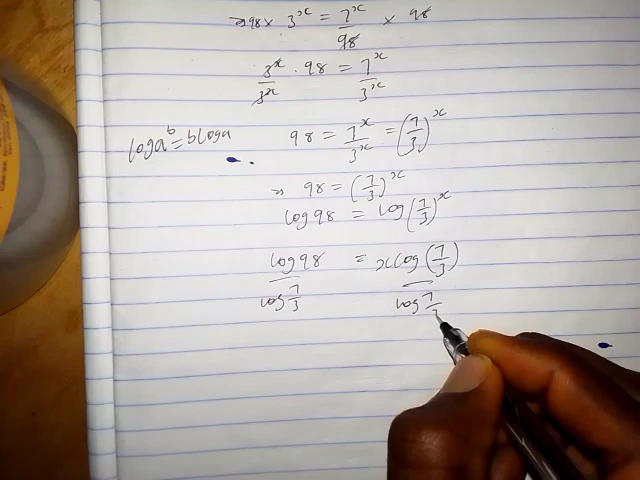 98 × 3^x = 7^x/98 × 98
3^x/3^x · 98 = 7^x/3^x
log a^q = q log a
98 = 7^x/3^x = (7/3)^x
98 = (7/3)^x
log 98 = log (7/3)^x
log 98 = x log (7/3)
log 7/3 log 7/3